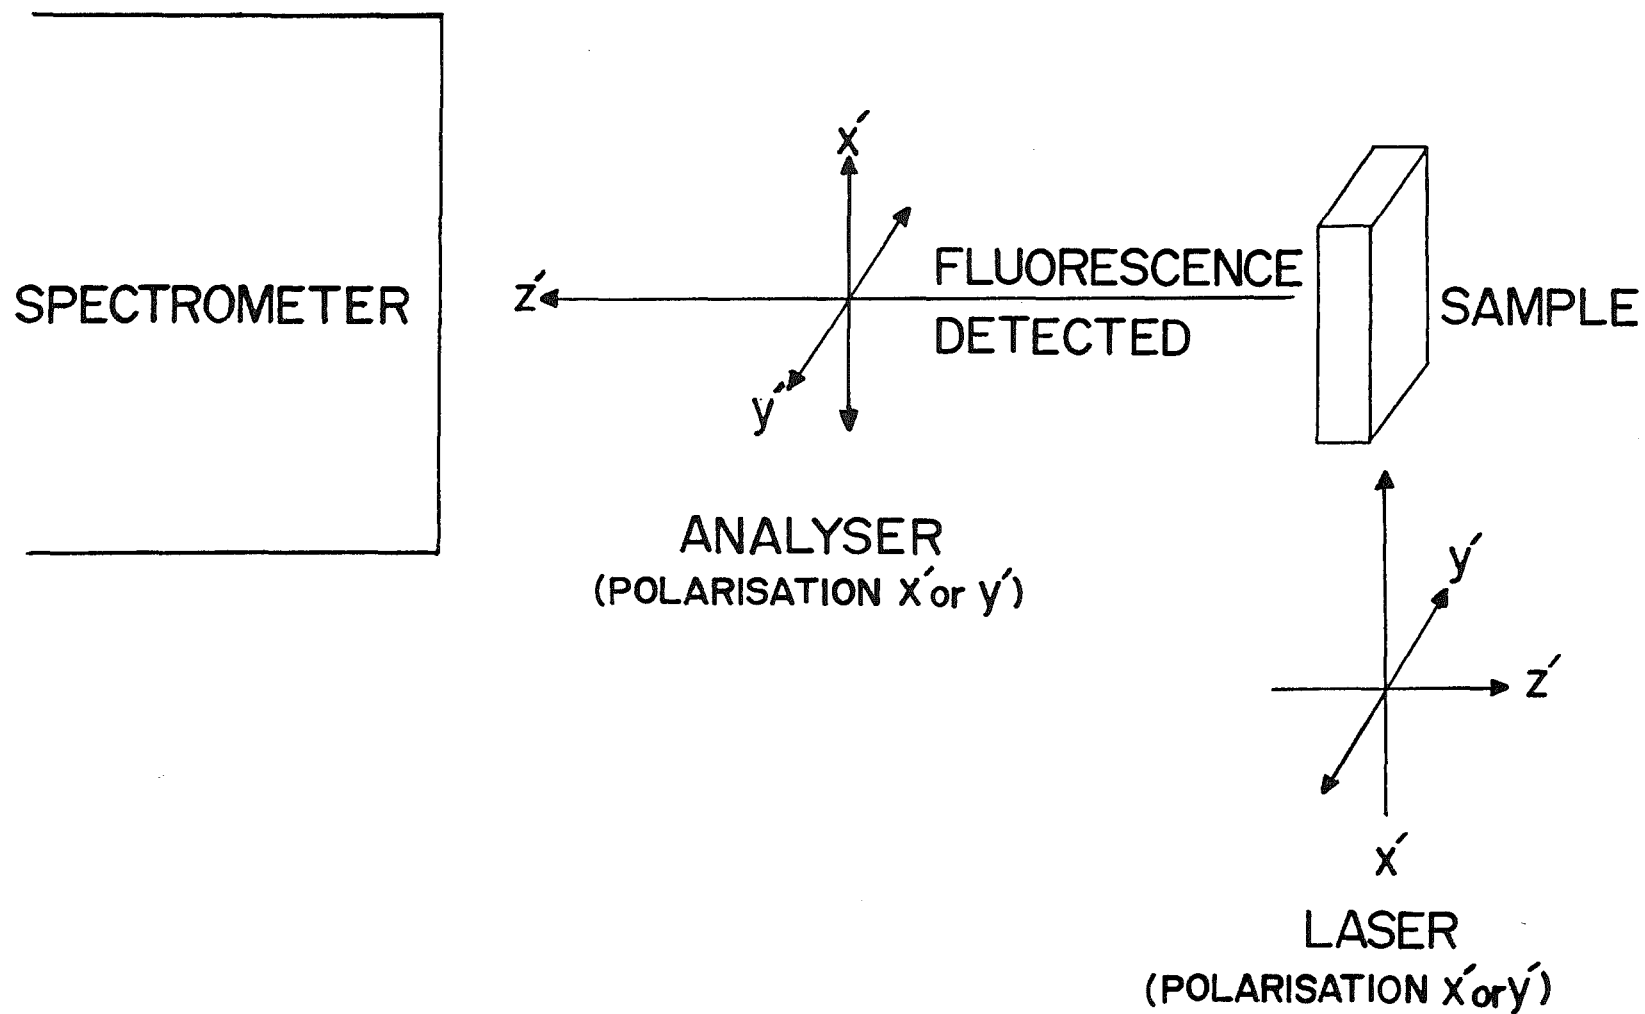 x′
FLUORESCENCE
SPECTROMETER
z′
SAMPLE
DETECTED
y′
ANALYSER
(POLARISATION x′ or y′)
y′
z′
x′
LASER
(POLARISATION x′ or y′)